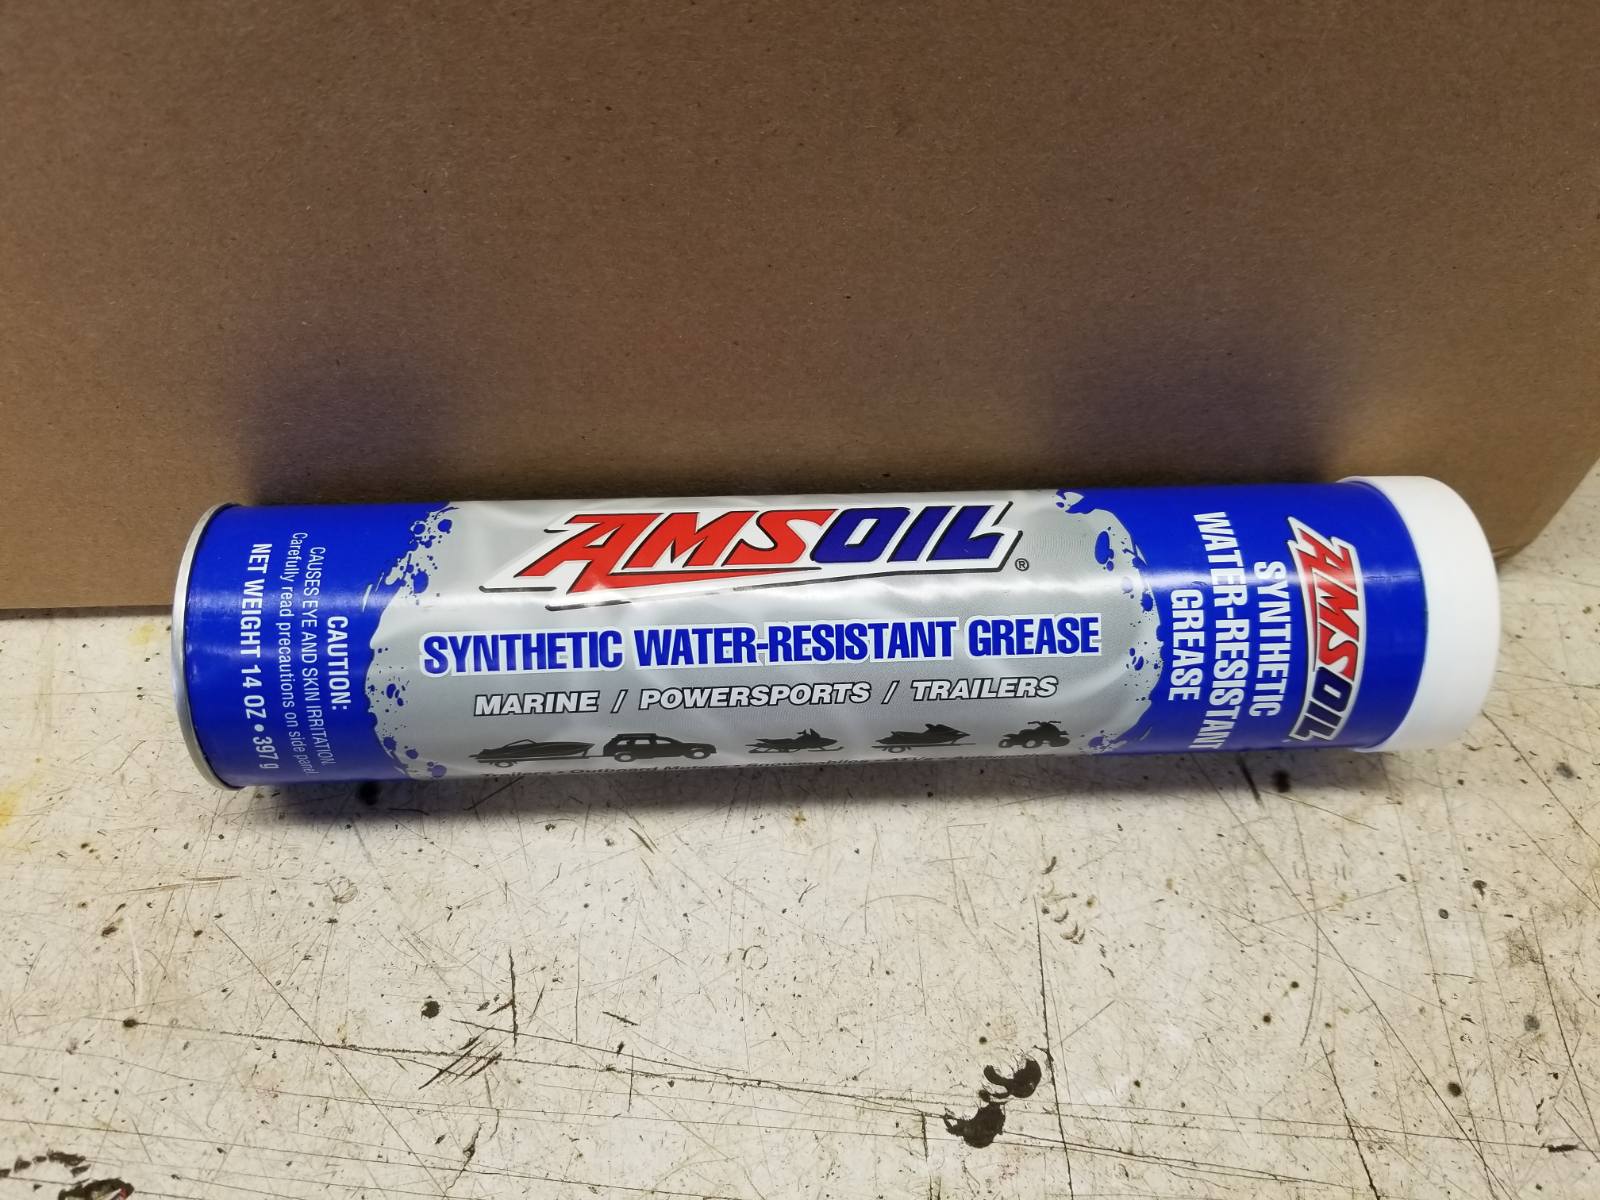 AMSOIL®
SYNTHETIC WATER-RESISTANT GREASE
MARINE / POWERSPORTS / TRAILERS
CAUTION:
CAUSES EYE AND SKIN IRRITATION.
Carefully read precautions on side panel
NET WEIGHT 14 OZ • 397 g
AMSOIL
SYNTHETIC
WATER-RESISTANT
GREASE